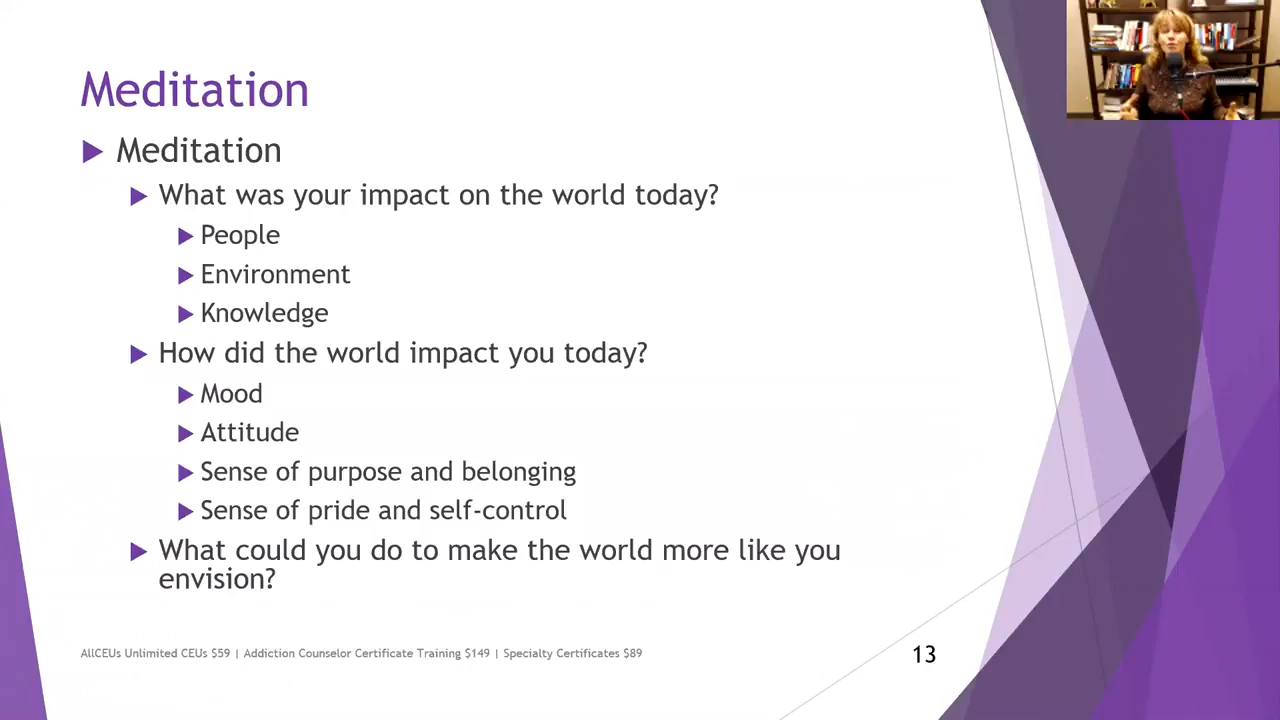 Meditation
Meditation
What was your impact on the world today?
People
Environment
Knowledge
How did the world impact you today?
Mood
Attitude
Sense of purpose and belonging
Sense of pride and self-control
What could you do to make the world more like you
envision?
AllCEUs Unlimited CEUs $59 | Addiction Counselor Certificate Training $149 | Specialty Certificates $89
13